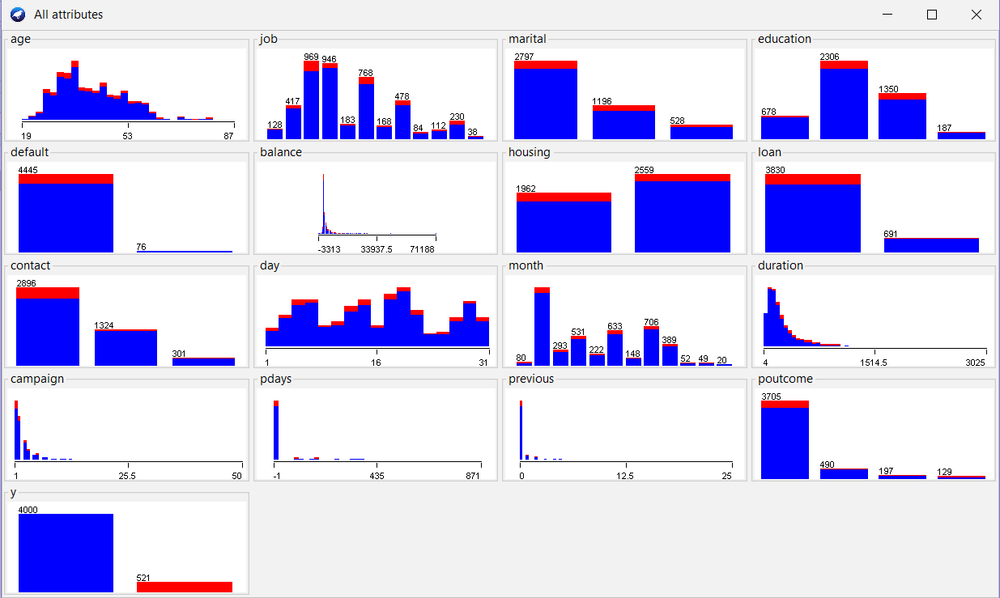 All attributes
age
19 53 87
job
128 417 969 946 183 768 168 478 84 112 230 38
marital
2797 1196 528
education
678 2306 1350 187
default
4445 76
balance
-3313 33937.5 71188
housing
1962 2559
loan
3830 691
contact
2896 1324 301
day
1 16 31
month
80 293 531 222 633 148 706 389 52 49 20
duration
4 1514.5 3025
campaign
1 25.5 50
pdays
-1 435 871
previous
0 12.5 25
poutcome
3705 490 197 129
y
4000 521